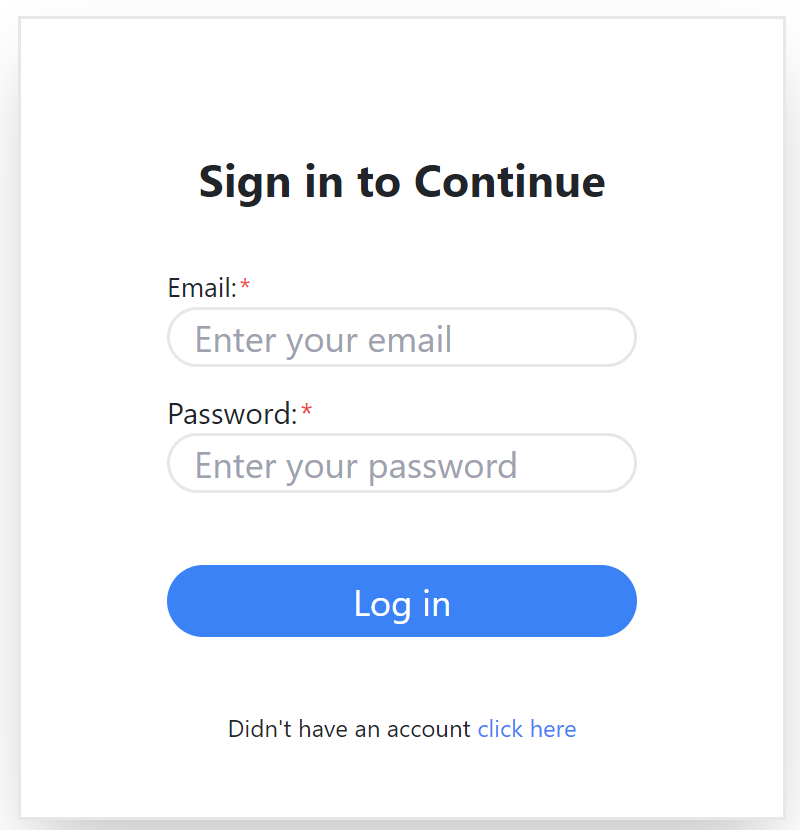 Sign in to Continue
Email:*
Enter your email
Password:*
Enter your password
Log in
Didn't have an account click here